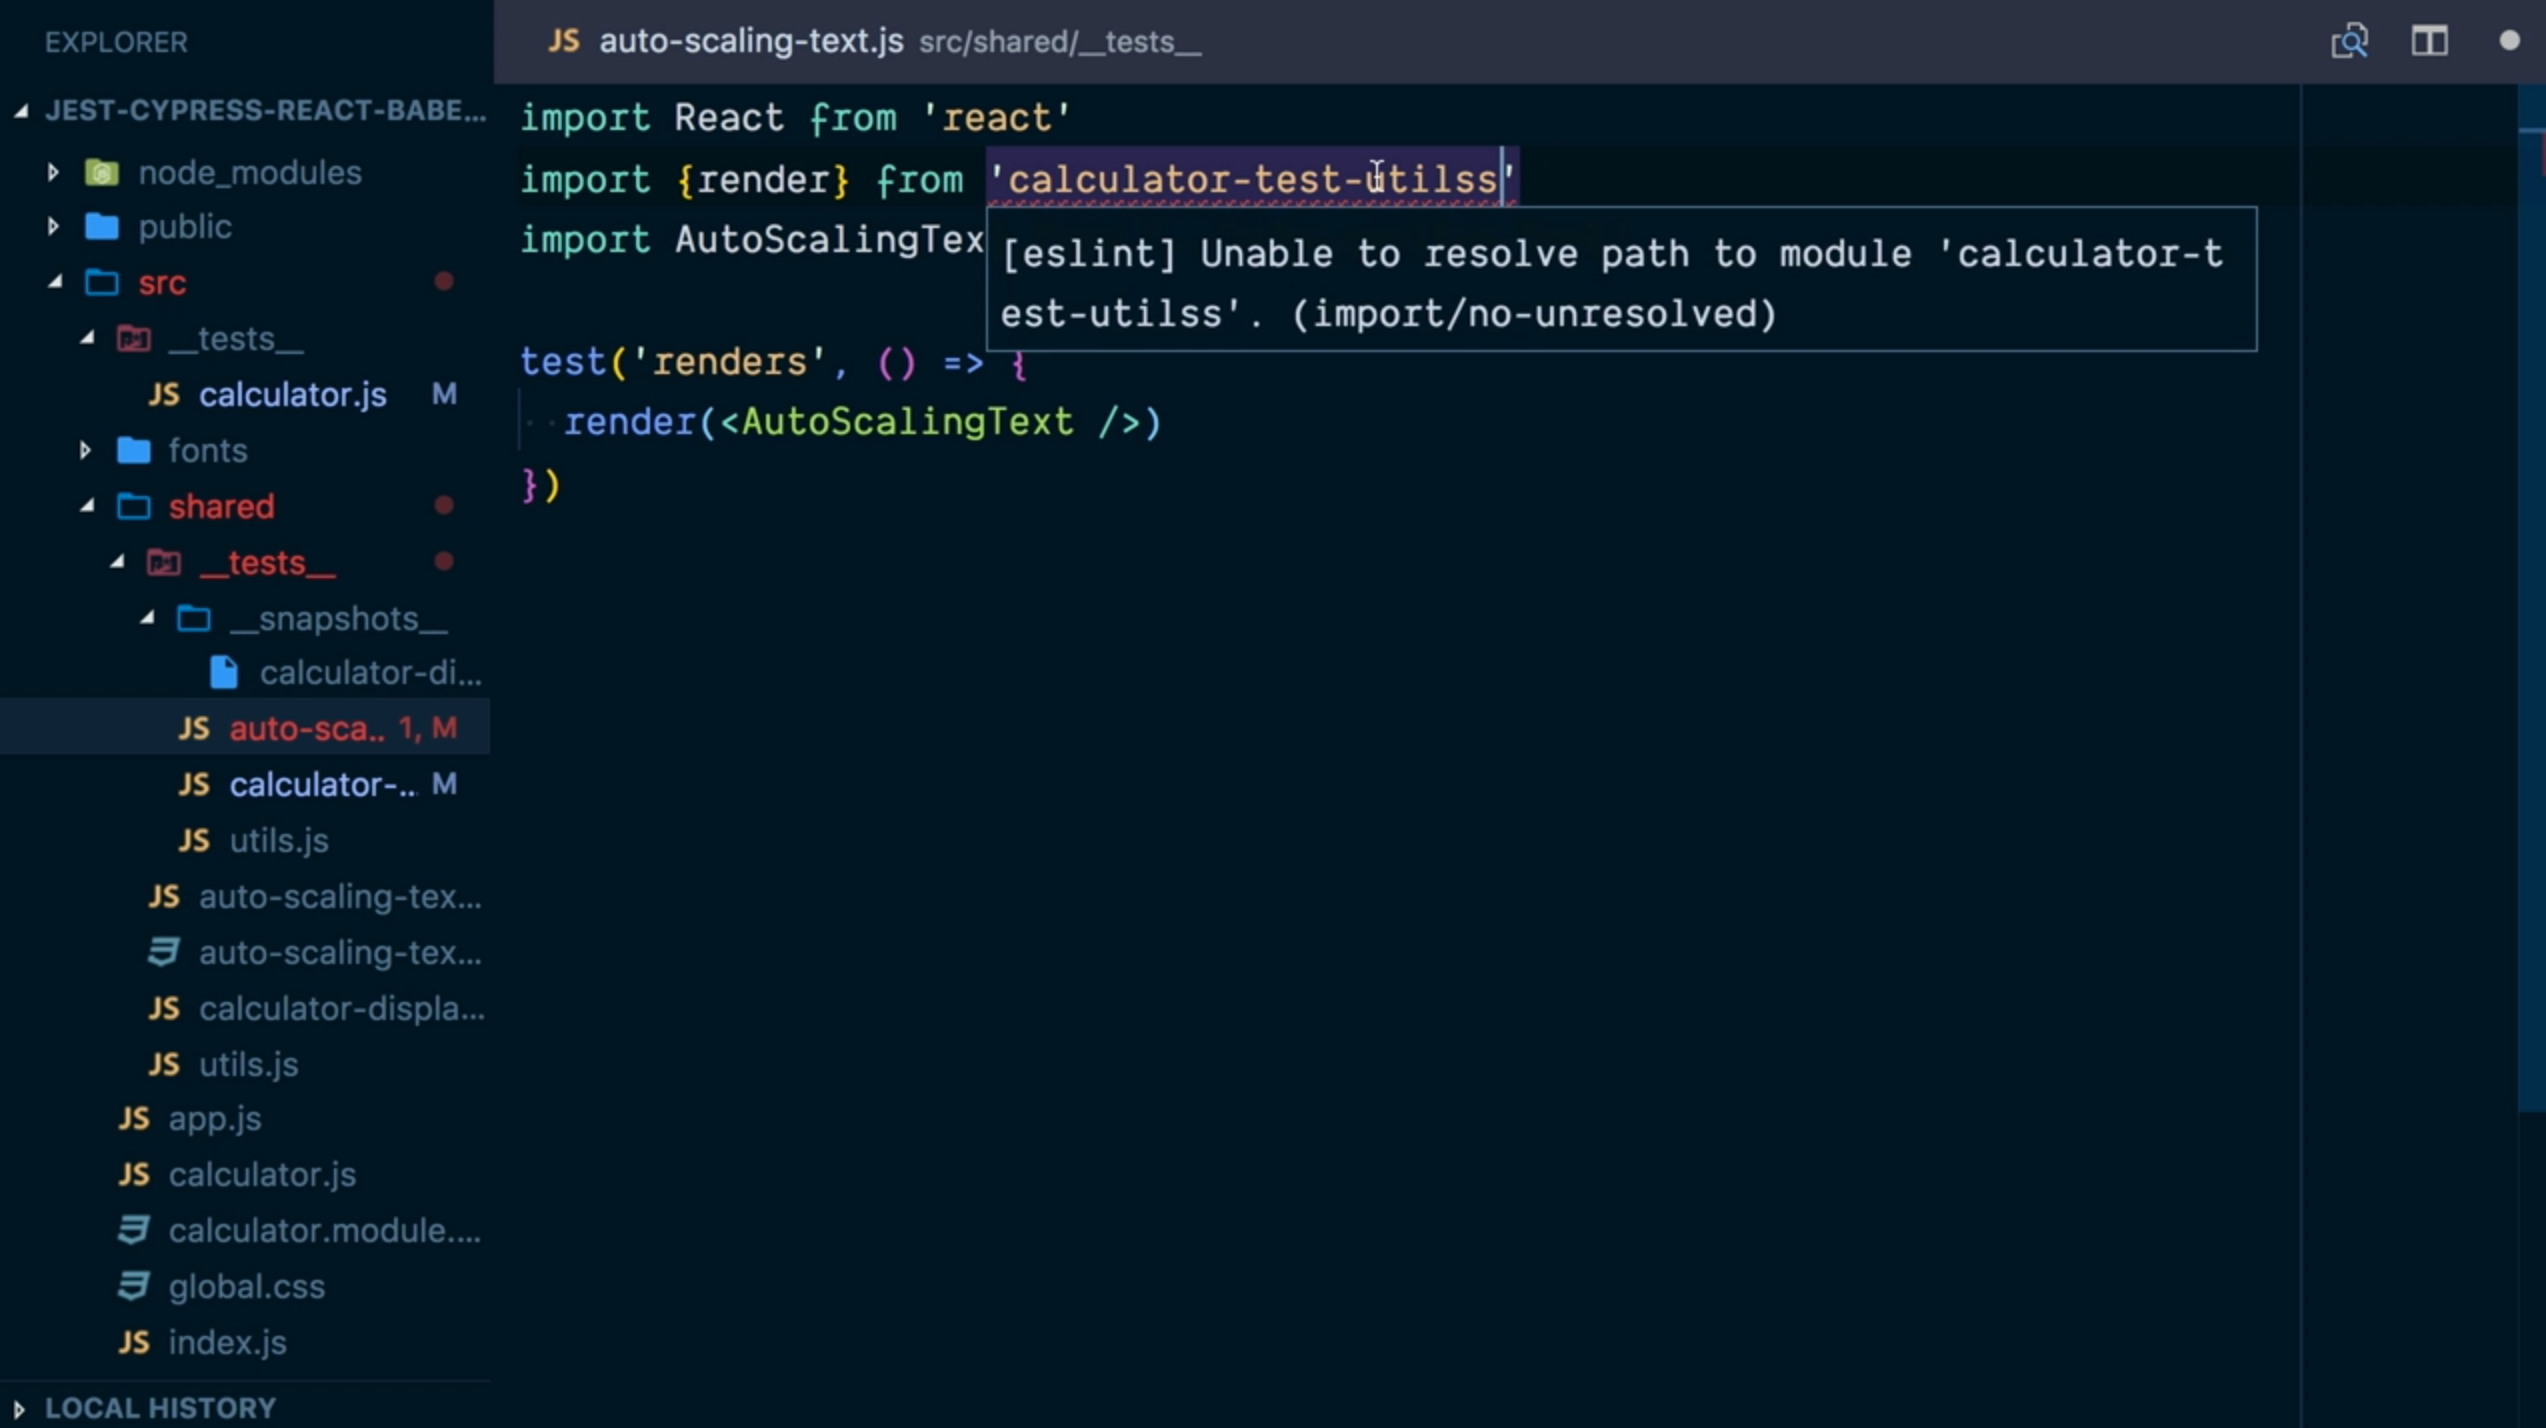 EXPLORER
JEST-CYPRESS-REACT-BABE...
node_modules
public
src
__tests__
JS calculator.js M
fonts
shared
__tests__
__snapshots__
calculator-di...
JS auto-sca.. 1, M
JS calculator-.. M
JS utils.js
JS auto-scaling-tex...
auto-scaling-tex...
JS calculator-displa...
JS utils.js
JS app.js
JS calculator.js
calculator.module....
global.css
JS index.js
LOCAL HISTORY
JS auto-scaling-text.js src/shared/__tests__
import React from 'react'
import {render} from 'calculator-test-utilss'
import AutoScalingTex
[eslint] Unable to resolve path to module 'calculator-t
est-utilss'. (import/no-unresolved)
test('renders', () => {
render(<AutoScalingText />)
})